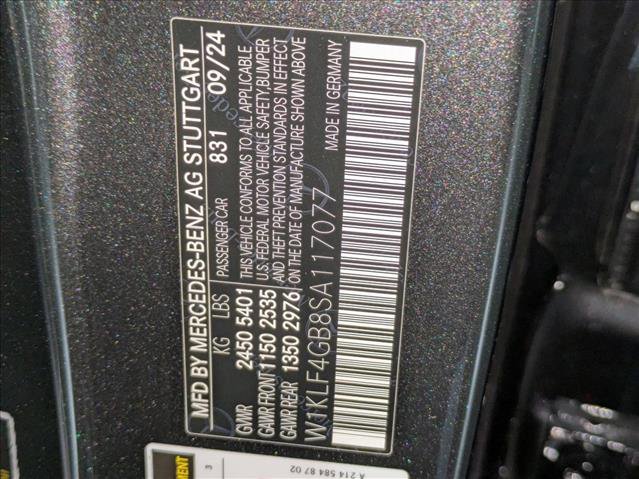 MFD BY MERCEDES-BENZ AG STUTTGART
831 09/24
KG LBS PASSENGER CAR
GMR 2450 5401
GAWR FRONT 1150 2535
GAWR REAR 1350 2976
THIS VEHICLE CONFORMS TO ALL APPLICABLE
U.S. FEDERAL MOTOR VEHICLE SAFETY,BUMPER
AND THEFT PREVENTION STANDARDS IN EFFECT
ON THE DATE OF MANUFACTURE SHOWN ABOVE
W1KLF4GB8SA117077
MADE IN GERMANY
3
A 214 584 87 02